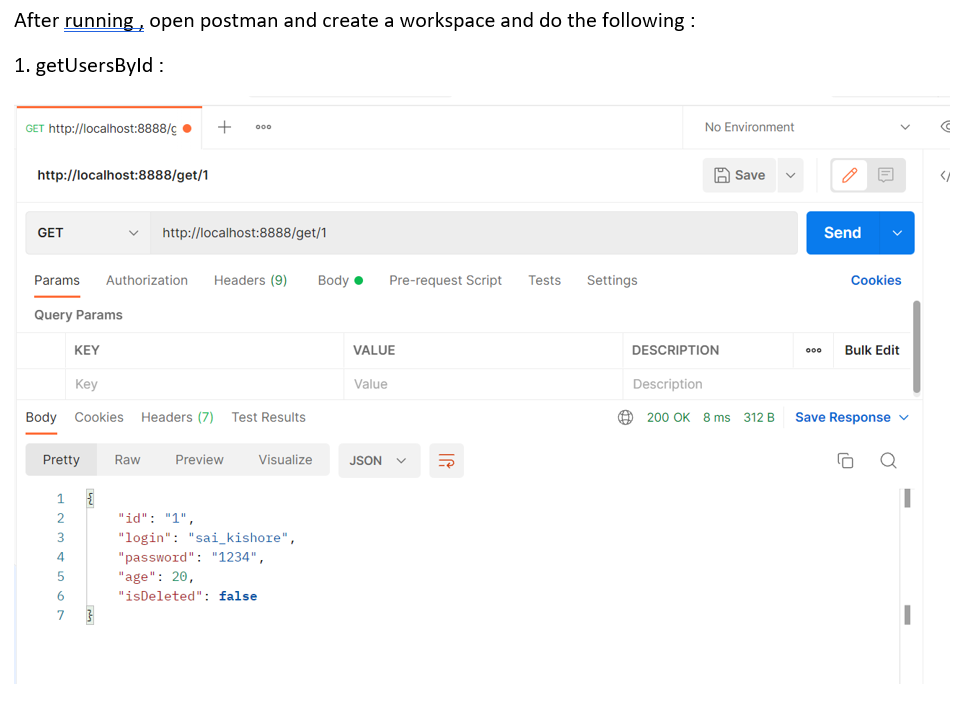 After running , open postman and create a workspace and do the following :
1. getUsersById :
GET http://localhost:8888/g
No Environment
http://localhost:8888/get/1
Save
GET http://localhost:8888/get/1 Send
Params Authorization Headers (9) Body Pre-request Script Tests Settings Cookies
Query Params
KEY VALUE DESCRIPTION Bulk Edit
Key Value Description
Body Cookies Headers (7) Test Results 200 OK 8 ms 312 B Save Response
Pretty Raw Preview Visualize JSON
1 {
2 "id": "1",
3 "login": "sai_kishore",
4 "password": "1234",
5 "age": 20,
6 "isDeleted": false
7 }